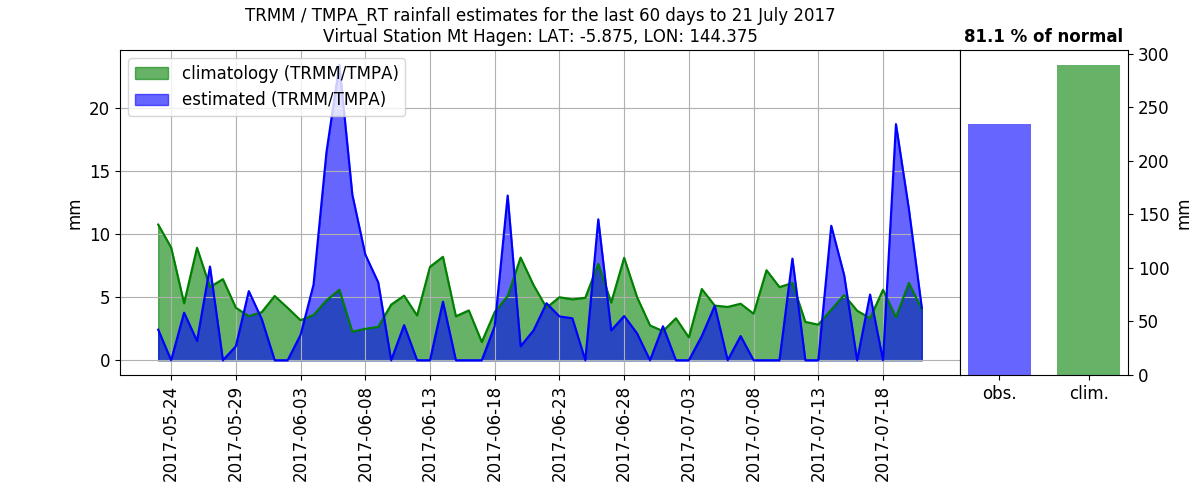 TRMM / TMPA_RT rainfall estimates for the last 60 days to 21 July 2017
Virtual Station Mt Hagen: LAT: -5.875, LON: 144.375
81.1 % of normal
climatology (TRMM/TMPA)
estimated (TRMM/TMPA)
mm
20
15
10
5
0
2017-05-24
2017-05-29
2017-06-03
2017-06-08
2017-06-13
2017-06-18
2017-06-23
2017-06-28
2017-07-03
2017-07-08
2017-07-13
2017-07-18
obs.
clim.
300
250
200
150
100
50
0
mm